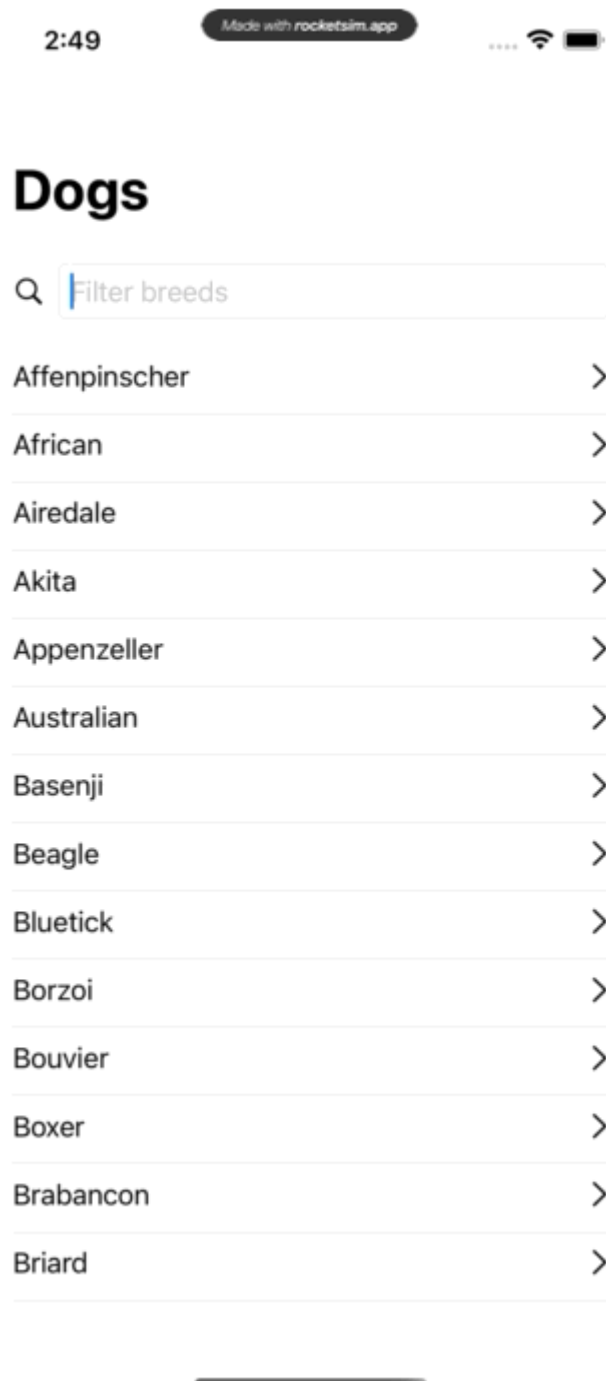 2:49
Made with rocketsim.app
Dogs
Filter breeds
Affenpinscher
African
Airedale
Akita
Appenzeller
Australian
Basenji
Beagle
Bluetick
Borzoi
Bouvier
Boxer
Brabancon
Briard